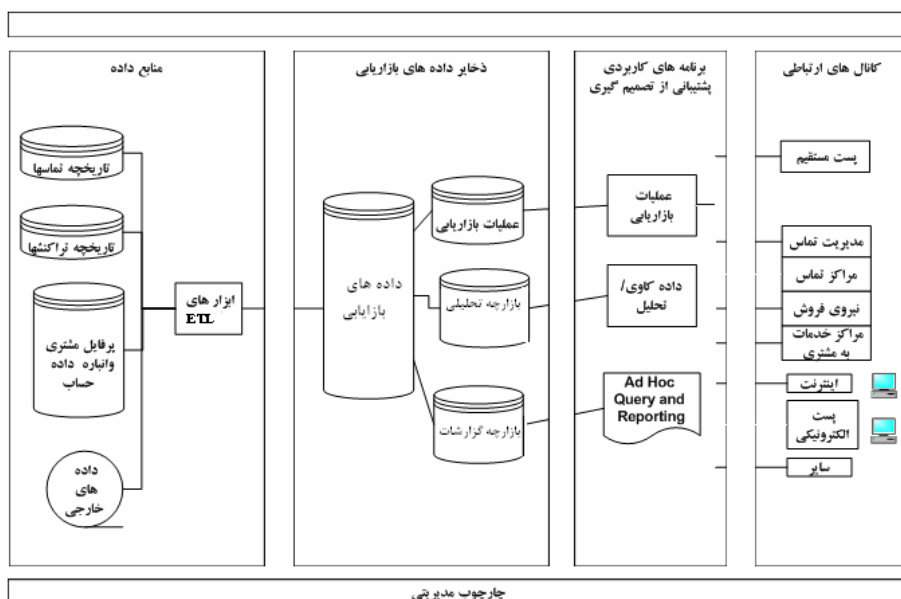 منابع داده
تاریخچه تماسها
تاریخچه تراکنشها
پرفایل مشتری
وانباره داده
حساب
داده
های
خارجی
ابزار های
ETL
ذخایر داده های بازاریابی
داده های
بازایابی
عملیات بازاریابی
بازارچه تحلیلی
بازارچه گزارشات
برنامه های کاربردی
پشتیبانی از تصمیم گیری
عملیات
بازاریابی
داده کاوی/
تحلیل
Ad Hoc
Query and
Reporting
کانال های ارتباطی
پست مستقیم
مدیریت تماس
مراکز تماس
نیروی فروش
مراکز خدمات
به مشتری
اینترنت
پست
الکترونیکی
سایر
چارچوب مدیریتی